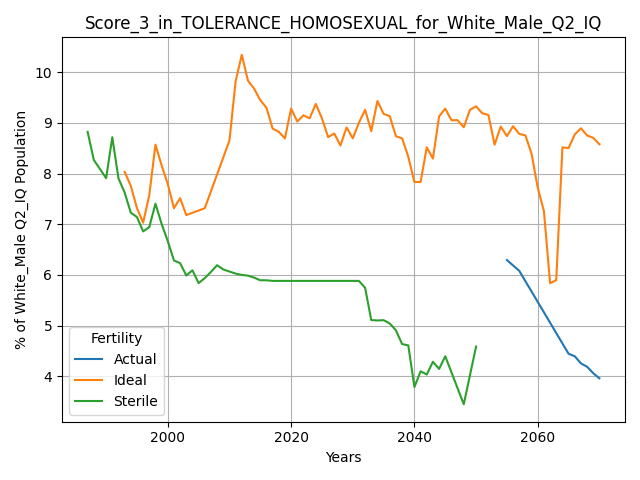 Score_3_in_TOLERANCE_HOMOSEXUAL_for_White_Male_Q2_IQ
% of White_Male Q2_IQ Population
10
9
8
7
6
5
4
Fertility
Actual
Ideal
Sterile
2000 2020 2040 2060
Years